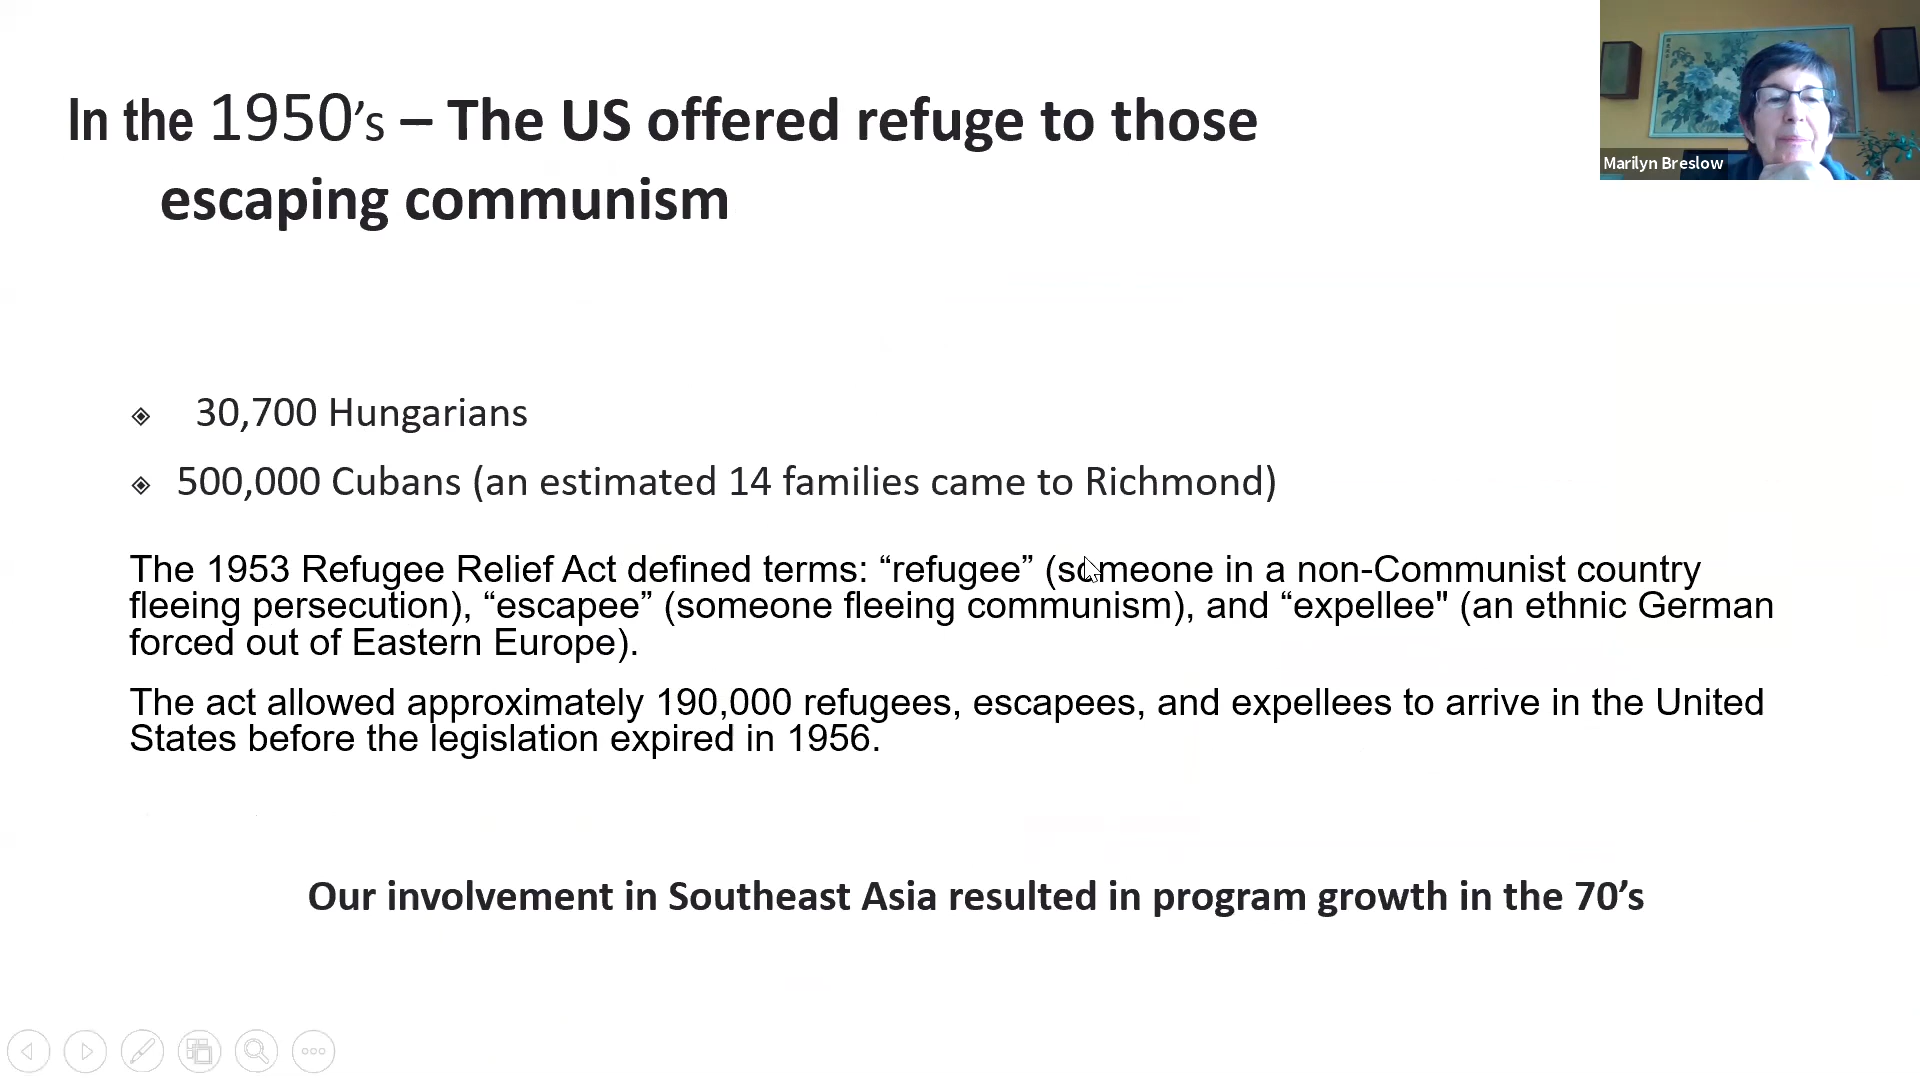 In the 1950’s – The US offered refuge to those
escaping communism
Marilyn Breslow
30,700 Hungarians
500,000 Cubans (an estimated 14 families came to Richmond)
The 1953 Refugee Relief Act defined terms: “refugee” (someone in a non-Communist country
fleeing persecution), “escapee” (someone fleeing communism), and “expellee" (an ethnic German
forced out of Eastern Europe).
The act allowed approximately 190,000 refugees, escapees, and expellees to arrive in the United
States before the legislation expired in 1956.
Our involvement in Southeast Asia resulted in program growth in the 70’s